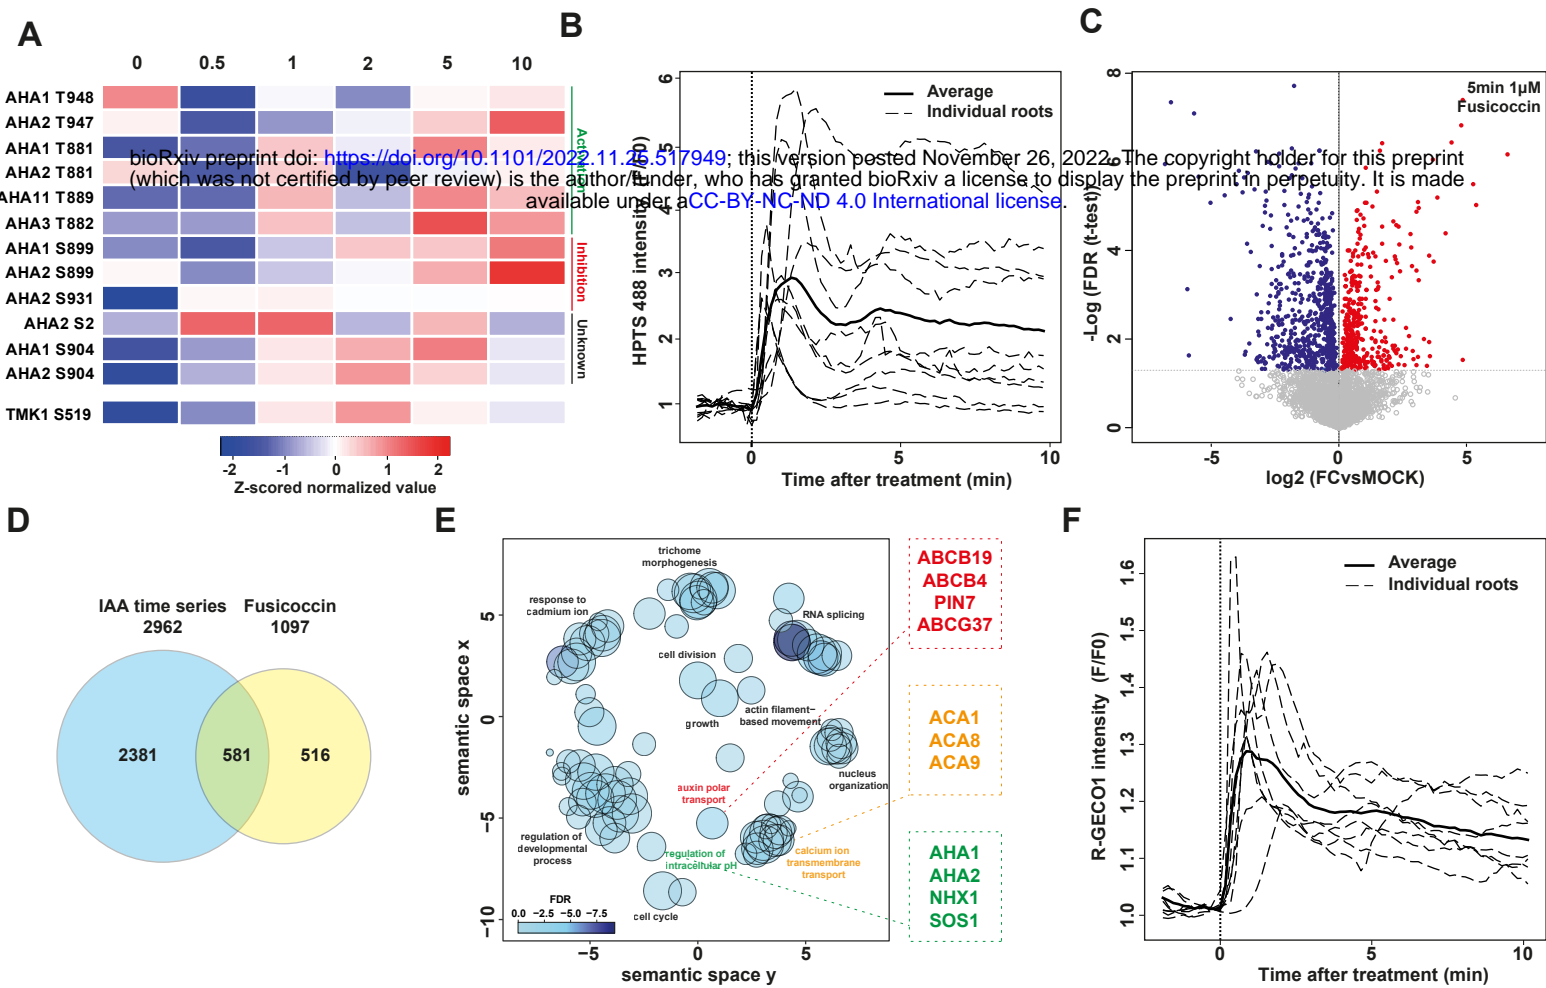 A
0 0.5 1 2 5 10
AHA1 T948
AHA2 T947
AHA1 T881
AHA2 T881
AHA11 T889
AHA3 T882
AHA1 S899
AHA2 S899
AHA2 S931
AHA2 S2
AHA1 S904
AHA2 S904
TMK1 S519
Activation
Inhibition
Unknown
-2 -1 0 1 2
Z-scored normalized value
bioRxiv preprint doi: https://doi.org/10.1101/2022.11.25.517949; this version posted November 26, 2022. The copyright holder for this preprint
(which was not certified by peer review) is the author/funder, who has granted bioRxiv a license to display the preprint in perpetuity. It is made
available under aCC-BY-NC-ND 4.0 International license.
B
HPTS 488 intensity (F/F0)
1 2 3 4 5 6
Average
Individual roots
0 5 10
Time after treatment (min)
C
-Log (FDR (t-test))
0 2 4 6 8
5min 1μM
Fusicoccin
-5 0 5
log2 (FCvsMOCK)
D
IAA time series Fusicoccin
2962 1097
2381 581 516
E
semantic space x
−10 −5 0 5
trichome
morphogenesis
response to
cadmium ion
RNA splicing
cell division
growth
actin filament−
based movement
nucleus
organization
auxin polar
transport
regulation of
developmental
process
regulation of
intracellular pH
calcium ion
transmembrane
transport
cell cycle
FDR
0.0 −2.5 −5.0 −7.5
−5 0 5
semantic space y
ABCB19
ABCB4
PIN7
ABCG37
ACA1
ACA8
ACA9
AHA1
AHA2
NHX1
SOS1
F
R-GECO1 intensity (F/F0)
1.0 1.1 1.2 1.3 1.4 1.5 1.6
Average
Individual roots
0 5 10
Time after treatment (min)